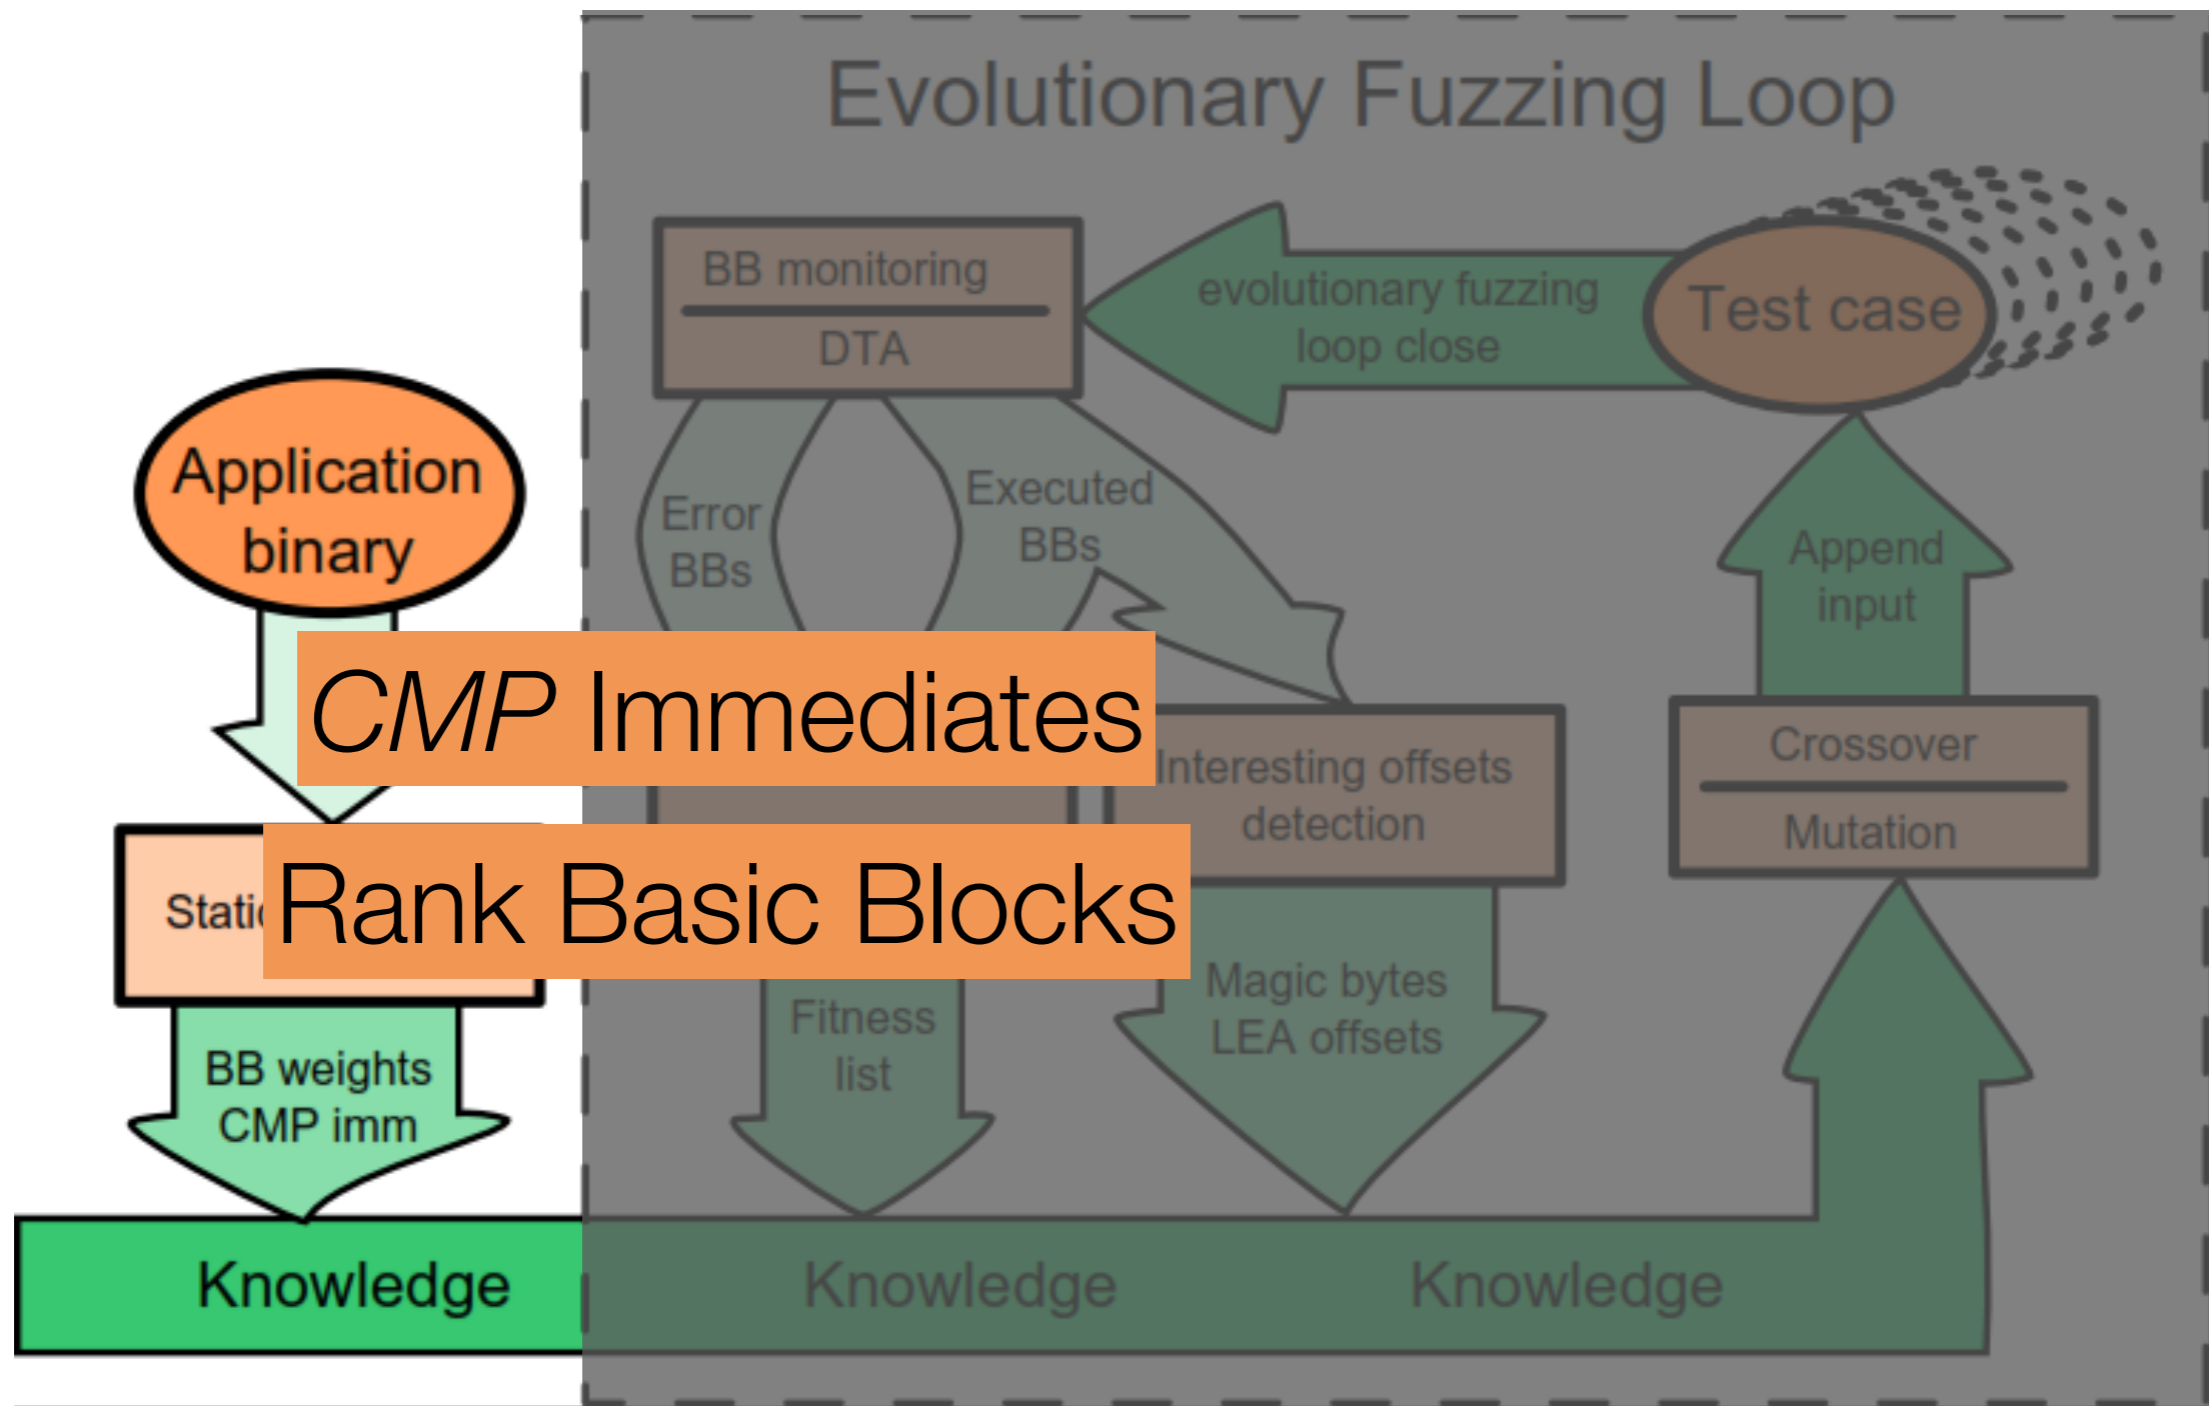 Evolutionary Fuzzing Loop
BB monitoring
DTA
evolutionary fuzzing
loop close
Test case
Application
binary
Error
BBs
Executed
BBs
Append
input
CMP Immediates
Interesting offsets
detection
Crossover
Mutation
Rank Basic Blocks
BB weights
CMP imm
Fitness
list
Magic bytes
LEA offsets
Knowledge
Knowledge
Knowledge